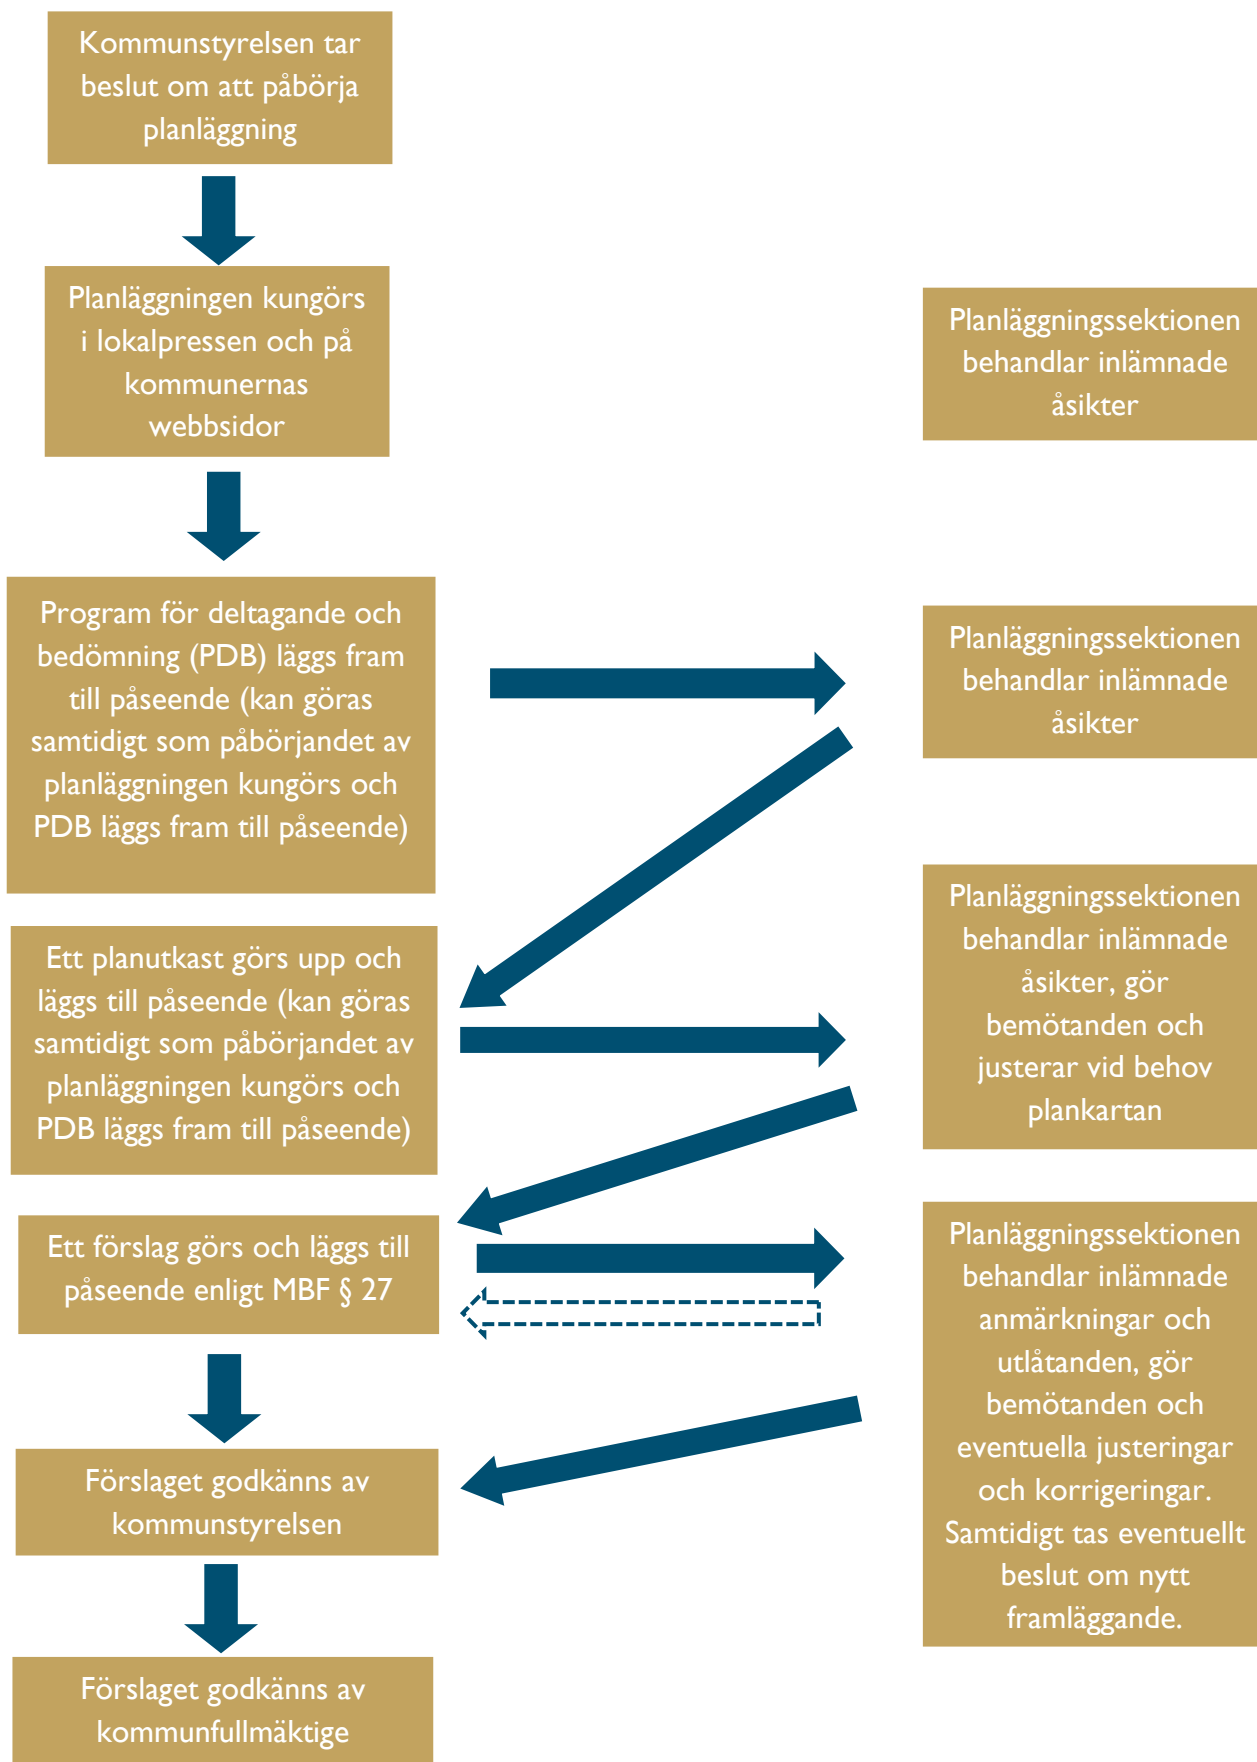 Kommunstyrelsen tar
beslut om att påbörja
planläggning
Planläggningen kungörs
i lokalpressen och på
kommunernas
webbsidor
Planläggningssektionen
behandlar inlämnade
åsikter
Program för deltagande och
bedömning (PDB) läggs fram
till påseende (kan göras
samtidigt som påbörjandet av
planläggningen kungörs och
PDB läggs fram till påseende)
Planläggningssektionen
behandlar inlämnade
åsikter
Ett planutkast görs upp och
läggs till påseende (kan göras
samtidigt som påbörjandet av
planläggningen kungörs och
PDB läggs fram till påseende)
Planläggningssektionen
behandlar inlämnade
åsikter, gör
bemötanden och
justerar vid behov
plankartan
Ett förslag görs och läggs till
påseende enligt MBF § 27
Planläggningssektionen
behandlar inlämnade
anmärkningar och
utlåtanden, gör
bemötanden och
eventuella justeringar
och korrigeringar.
Samtidigt tas eventuellt
beslut om nytt
framläggande.
Förslaget godkänns av
kommunstyrelsen
Förslaget godkänns av
kommunfullmäktige